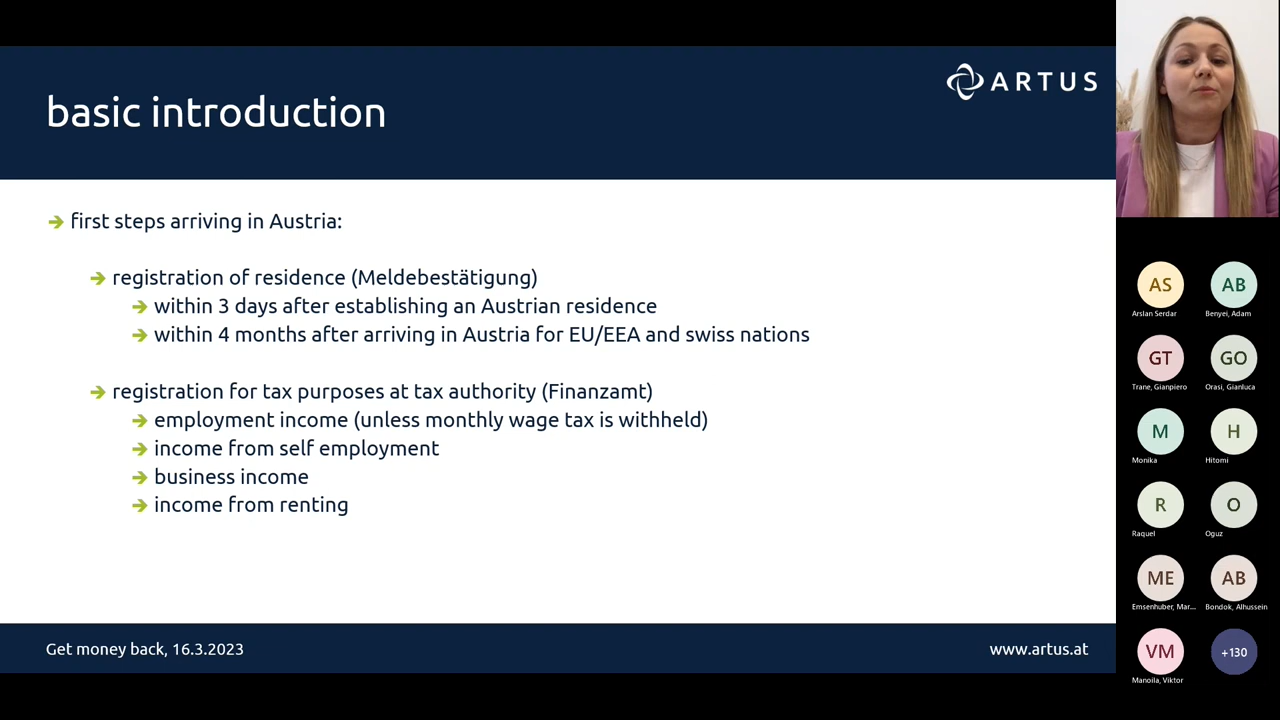 ARTUS
basic introduction
first steps arriving in Austria:
registration of residence (Meldebestätigung)
within 3 days after establishing an Austrian residence
within 4 months after arriving in Austria for EU/EEA and swiss nations
registration for tax purposes at tax authority (Finanzamt)
employment income (unless monthly wage tax is withheld)
income from self employment
business income
income from renting
Get money back, 16.3.2023
www.artus.at
AS
AB
Arslan Serdar
Benyei, Adam
GT
GO
Trane, Gianpiero
Orasi, Gianluca
M
H
Monika
Hitomi
R
O
Raquel
Oguz
ME
AB
Emsenhuber, Mar...
Bondok, Alhussein
VM
+130
Manoila, Viktor